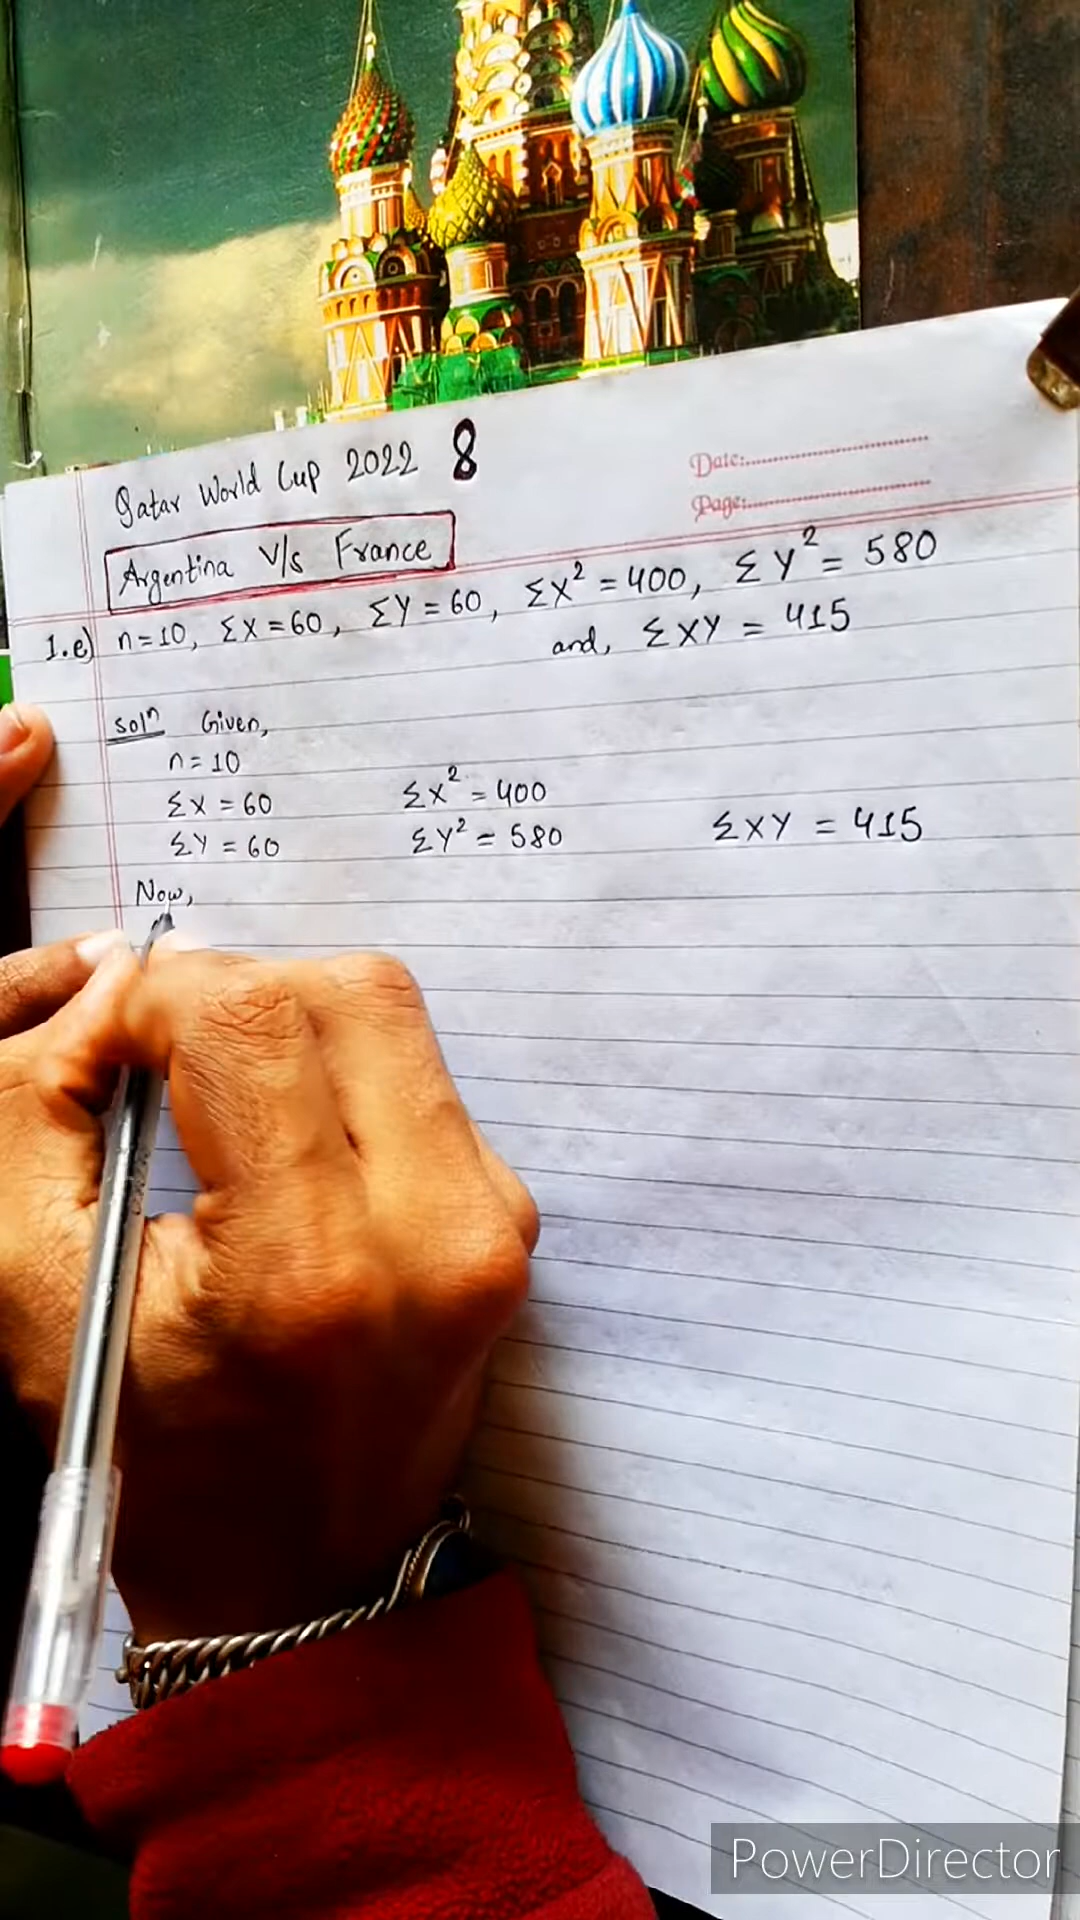 Qatar World Cup 2022 8
Date:
Page:
Argentina V/s France
1.e) n=10, ΣX=60, ΣY=60, ΣX²=400, ΣY²=580
and, ΣXY = 415
Solⁿ Given,
n=10
ΣX = 60 ΣX² = 400
ΣY = 60 ΣY² = 580 ΣXY = 415
Now,
PowerDirector